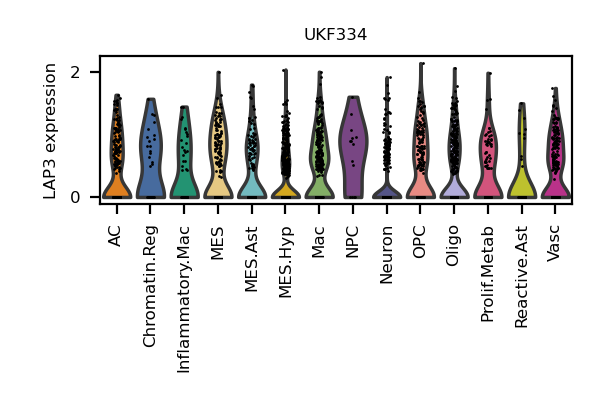 UKF334
LAP3 expression
2
0
AC
Chromatin.Reg
Inflammatory.Mac
MES
MES.Ast
MES.Hyp
Mac
NPC
Neuron
OPC
Oligo
Prolif.Metab
Reactive.Ast
Vasc